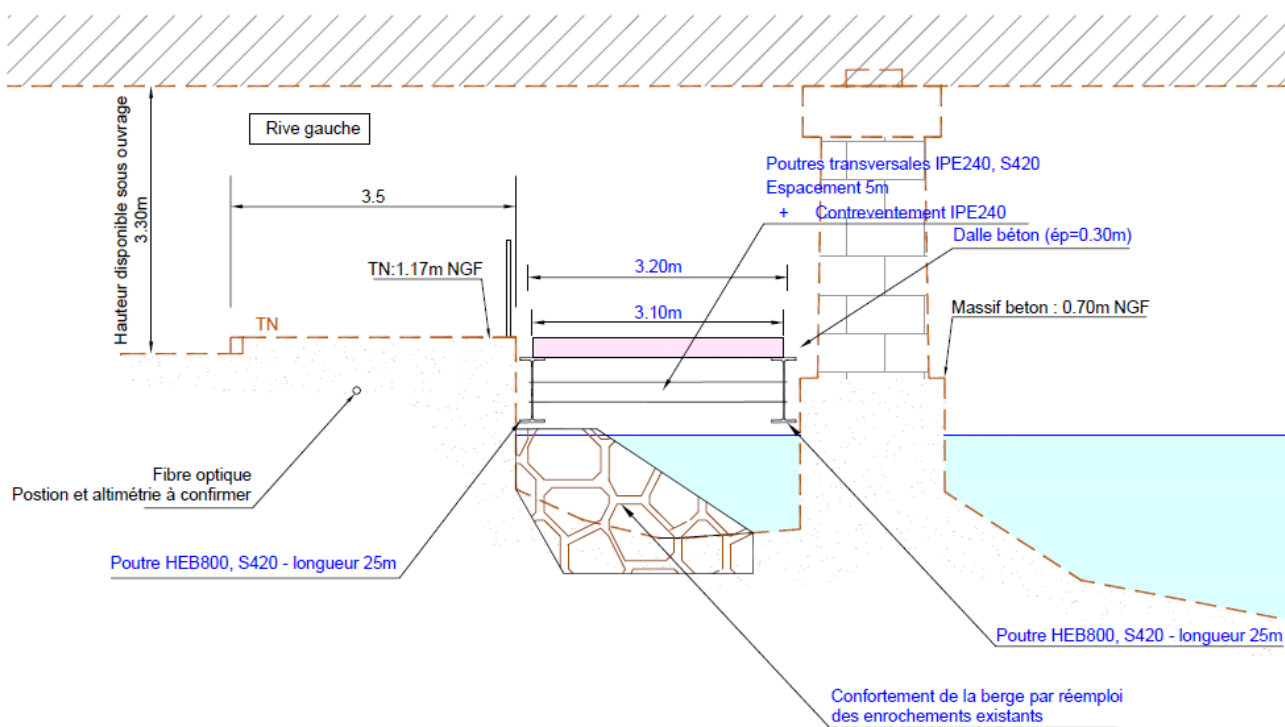 Hauteur disponible sous ouvrage
3.30m
Rive gauche
3.5
TN:1.17m NGF
TN
Poutres transversales IPE240, S420
Espacement 5m
+ Contreventement IPE240
Dalle béton (ép=0.30m)
3.20m
3.10m
Massif beton : 0.70m NGF
Fibre optique
Postion et altimétrie à confirmer
Poutre HEB800, S420 - longueur 25m
Poutre HEB800, S420 - longueur 25m
Confortement de la berge par réemploi
des enrochements existants